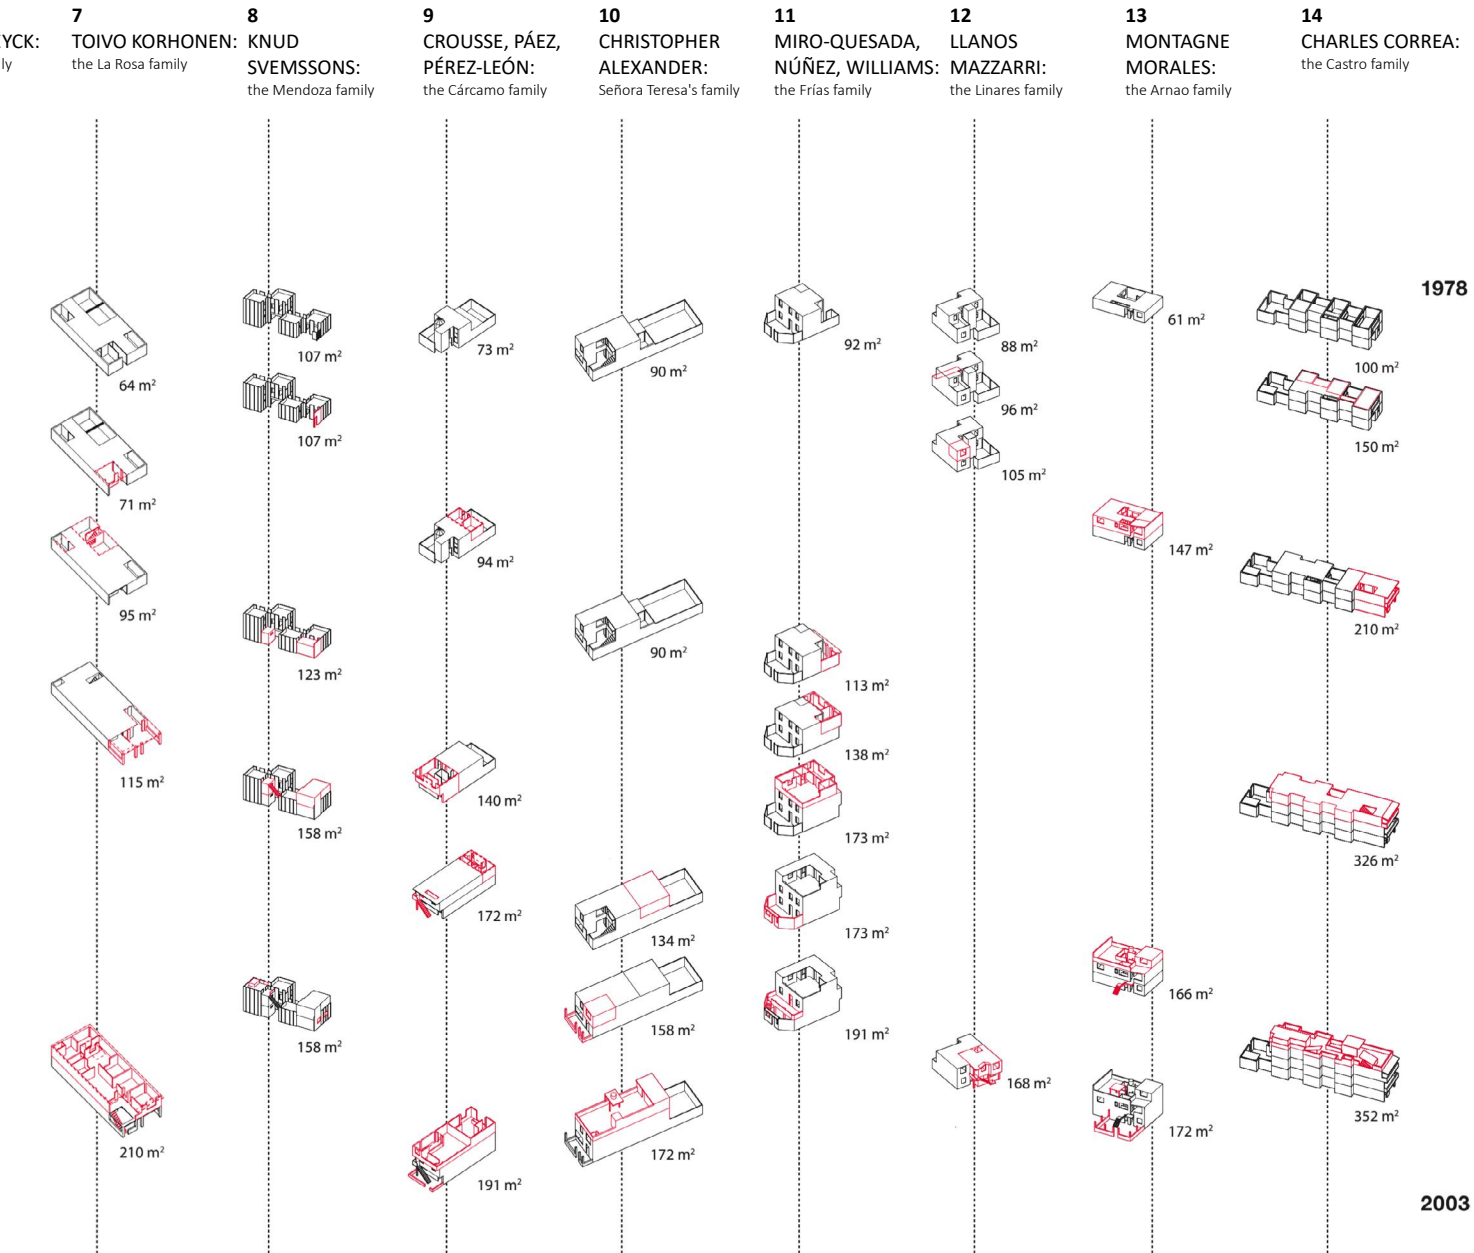 YCK:
ly
7
TOIVO KORHONEN:
the La Rosa family
8
KNUD
SVEMSSONS:
the Mendoza family
9
CROUSSE, PÁEZ,
PÉREZ-LEÓN:
the Cárcamo family
10
CHRISTOPHER
ALEXANDER:
Señora Teresa's family
11
MIRO-QUESADA,
NÚÑEZ, WILLIAMS:
the Frías family
12
LLANOS
MAZZARRI:
the Linares family
13
MONTAGNE
MORALES:
the Arnao family
14
CHARLES CORREA:
the Castro family
1978
64 m²
71 m²
95 m²
115 m²
210 m²
107 m²
107 m²
123 m²
158 m²
158 m²
73 m²
94 m²
140 m²
172 m²
191 m²
90 m²
90 m²
134 m²
158 m²
172 m²
92 m²
113 m²
138 m²
173 m²
173 m²
191 m²
88 m²
96 m²
105 m²
168 m²
61 m²
147 m²
166 m²
172 m²
100 m²
150 m²
210 m²
326 m²
352 m²
2003